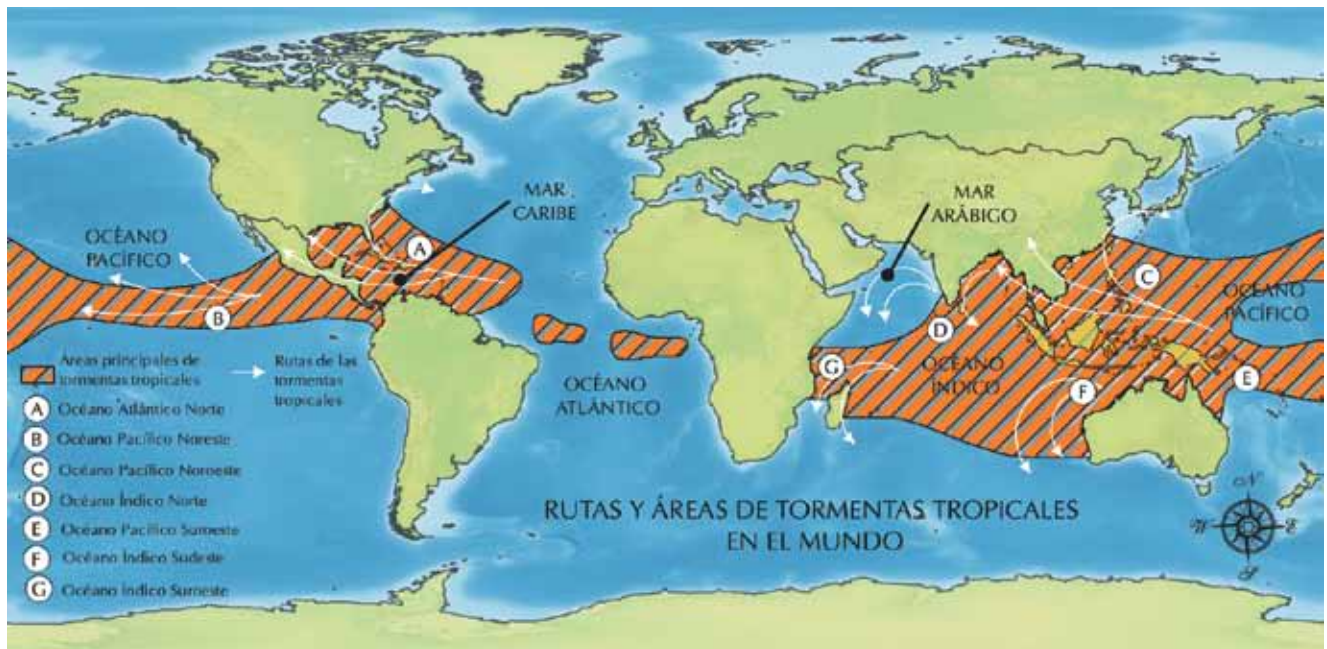 MAR
CARIBE
MAR
ARÁBIGO
OCÉANO
PACÍFICO
A
C
OCÉANO
PACÍFICO
B
D
OCÉANO
ÍNDICO
G
E
F
OCÉANO
ATLÁNTICO
Áreas principales de
tormentas tropicales
Rutas de las
tormentas
tropicales
A Océano Atlántico Norte
B Océano Pacífico Noreste
C Océano Pacífico Noroeste
D Océano Índico Norte
E Océano Pacífico Suroeste
F Océano Índico Sudeste
G Océano Índico Suroeste
RUTAS Y ÁREAS DE TORMENTAS TROPICALES
EN EL MUNDO
N
W
E
S